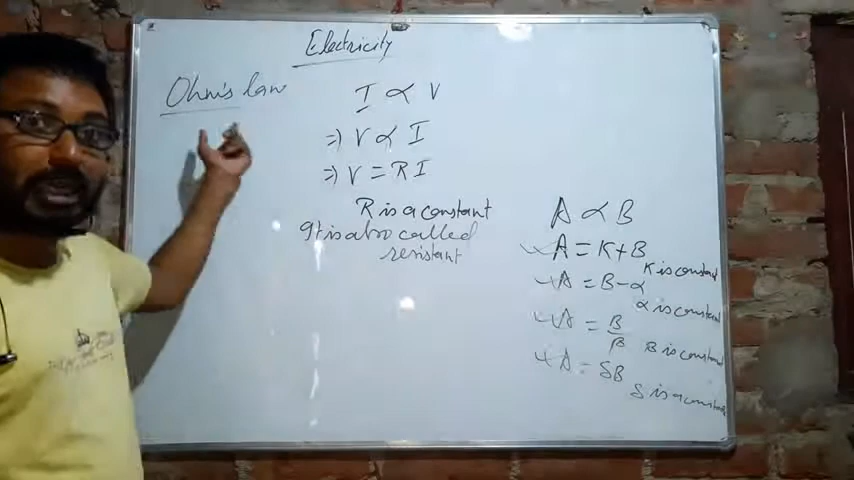 Electricity
Ohm's law
I ∝ V
⇒ V ∝ I
⇒ V = RI
R is a constant
It is also called
resistant
A ∝ B
A = K+B
K is constant
A = B-α
α is constant
A = B/β
B is constant
A = δB
δ is a constant